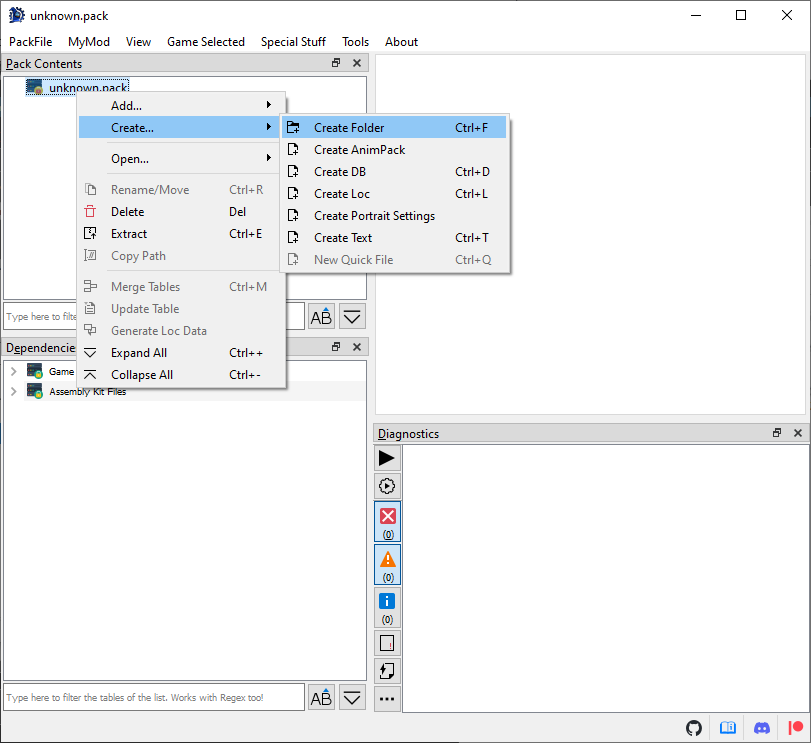 unknown.pack
PackFile MyMod View Game Selected Special Stuff Tools About
Pack Contents
unknown.pack
Add...
Create...
Open...
Rename/Move Ctrl+R
Delete Del
Extract Ctrl+E
Copy Path
Merge Tables Ctrl+M
Update Table
Generate Loc Data
Expand All Ctrl++
Collapse All Ctrl+-
Create Folder Ctrl+F
Create AnimPack
Create DB Ctrl+D
Create Loc Ctrl+L
Create Portrait Settings
Create Text Ctrl+T
New Quick File Ctrl+Q
Type here to filte
AB
Dependencie
Game
Assembly Kit Files
Type here to filter the tables of the list. Works with Regex too!
AB
Diagnostics
(0)
(0)
(0)